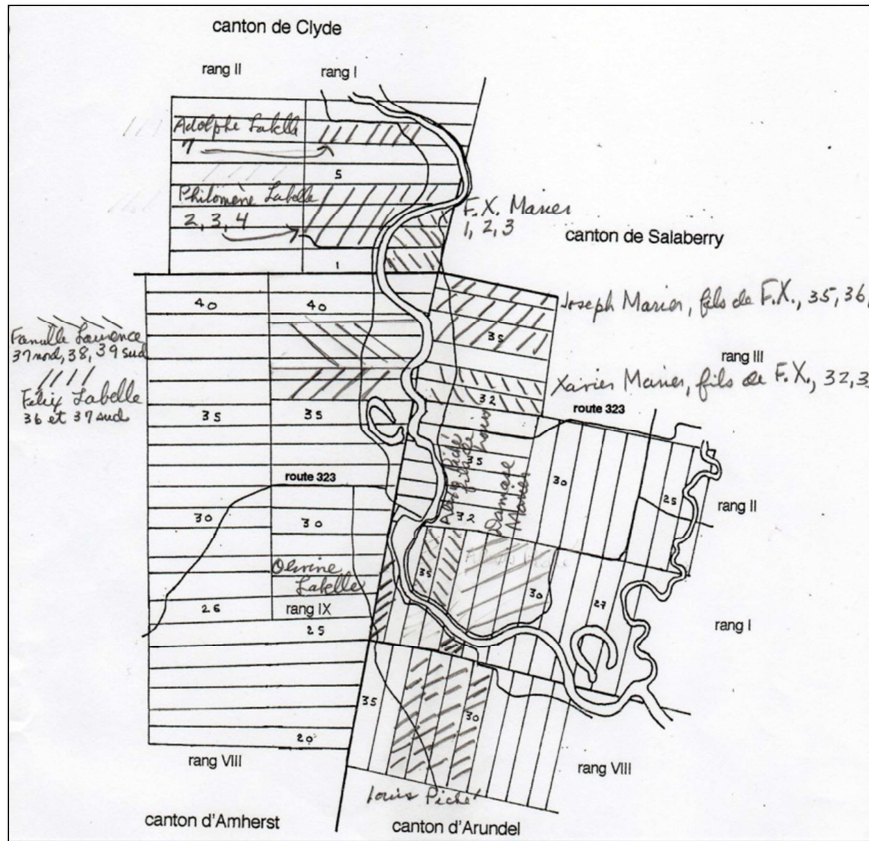 canton de Clyde
rang II
rang I
Adolphe Labelle
7
5
Philomène Labelle
2, 3, 4
F.X. Marier
1, 2, 3
canton de Salaberry
1
40
40
Joseph Marier, fils de F.X., 35, 36,
Famille Laurence
37 nord, 38, 39 sud
35
rang III
Felix Labelle
36 et 37 sud
Xavier Marier, fils de F.X., 32, 3
32
35
35
route 323
35
30
25
rang II
route 323
Damase
Marier
32
30
30
Olivine
Labelle
35
30
27
rang I
26
rang IX
25
35
30
20
rang VIII
rang VIII
Louis Piché
canton d'Amherst
canton d'Arundel